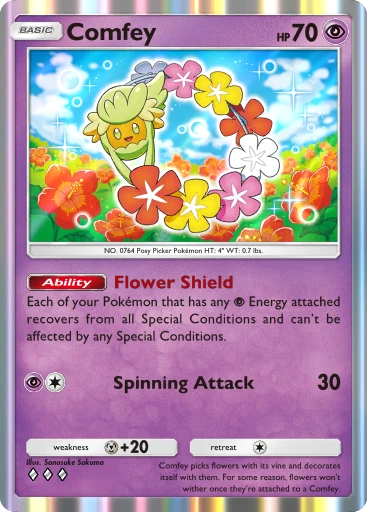 BASIC Comfey HP 70
NO. 0764 Posy Picker Pokémon HT: 4" WT: 0.7 lbs.
Ability Flower Shield
Each of your Pokémon that has any Energy attached
recovers from all Special Conditions and can't be
affected by any Special Conditions.
Spinning Attack 30
weakness +20 retreat
Illus. Sanosuke Sakuma
Comfey picks flowers with its vine and decorates
itself with them. For some reason, flowers won't
wither once they're attached to a Comfey.